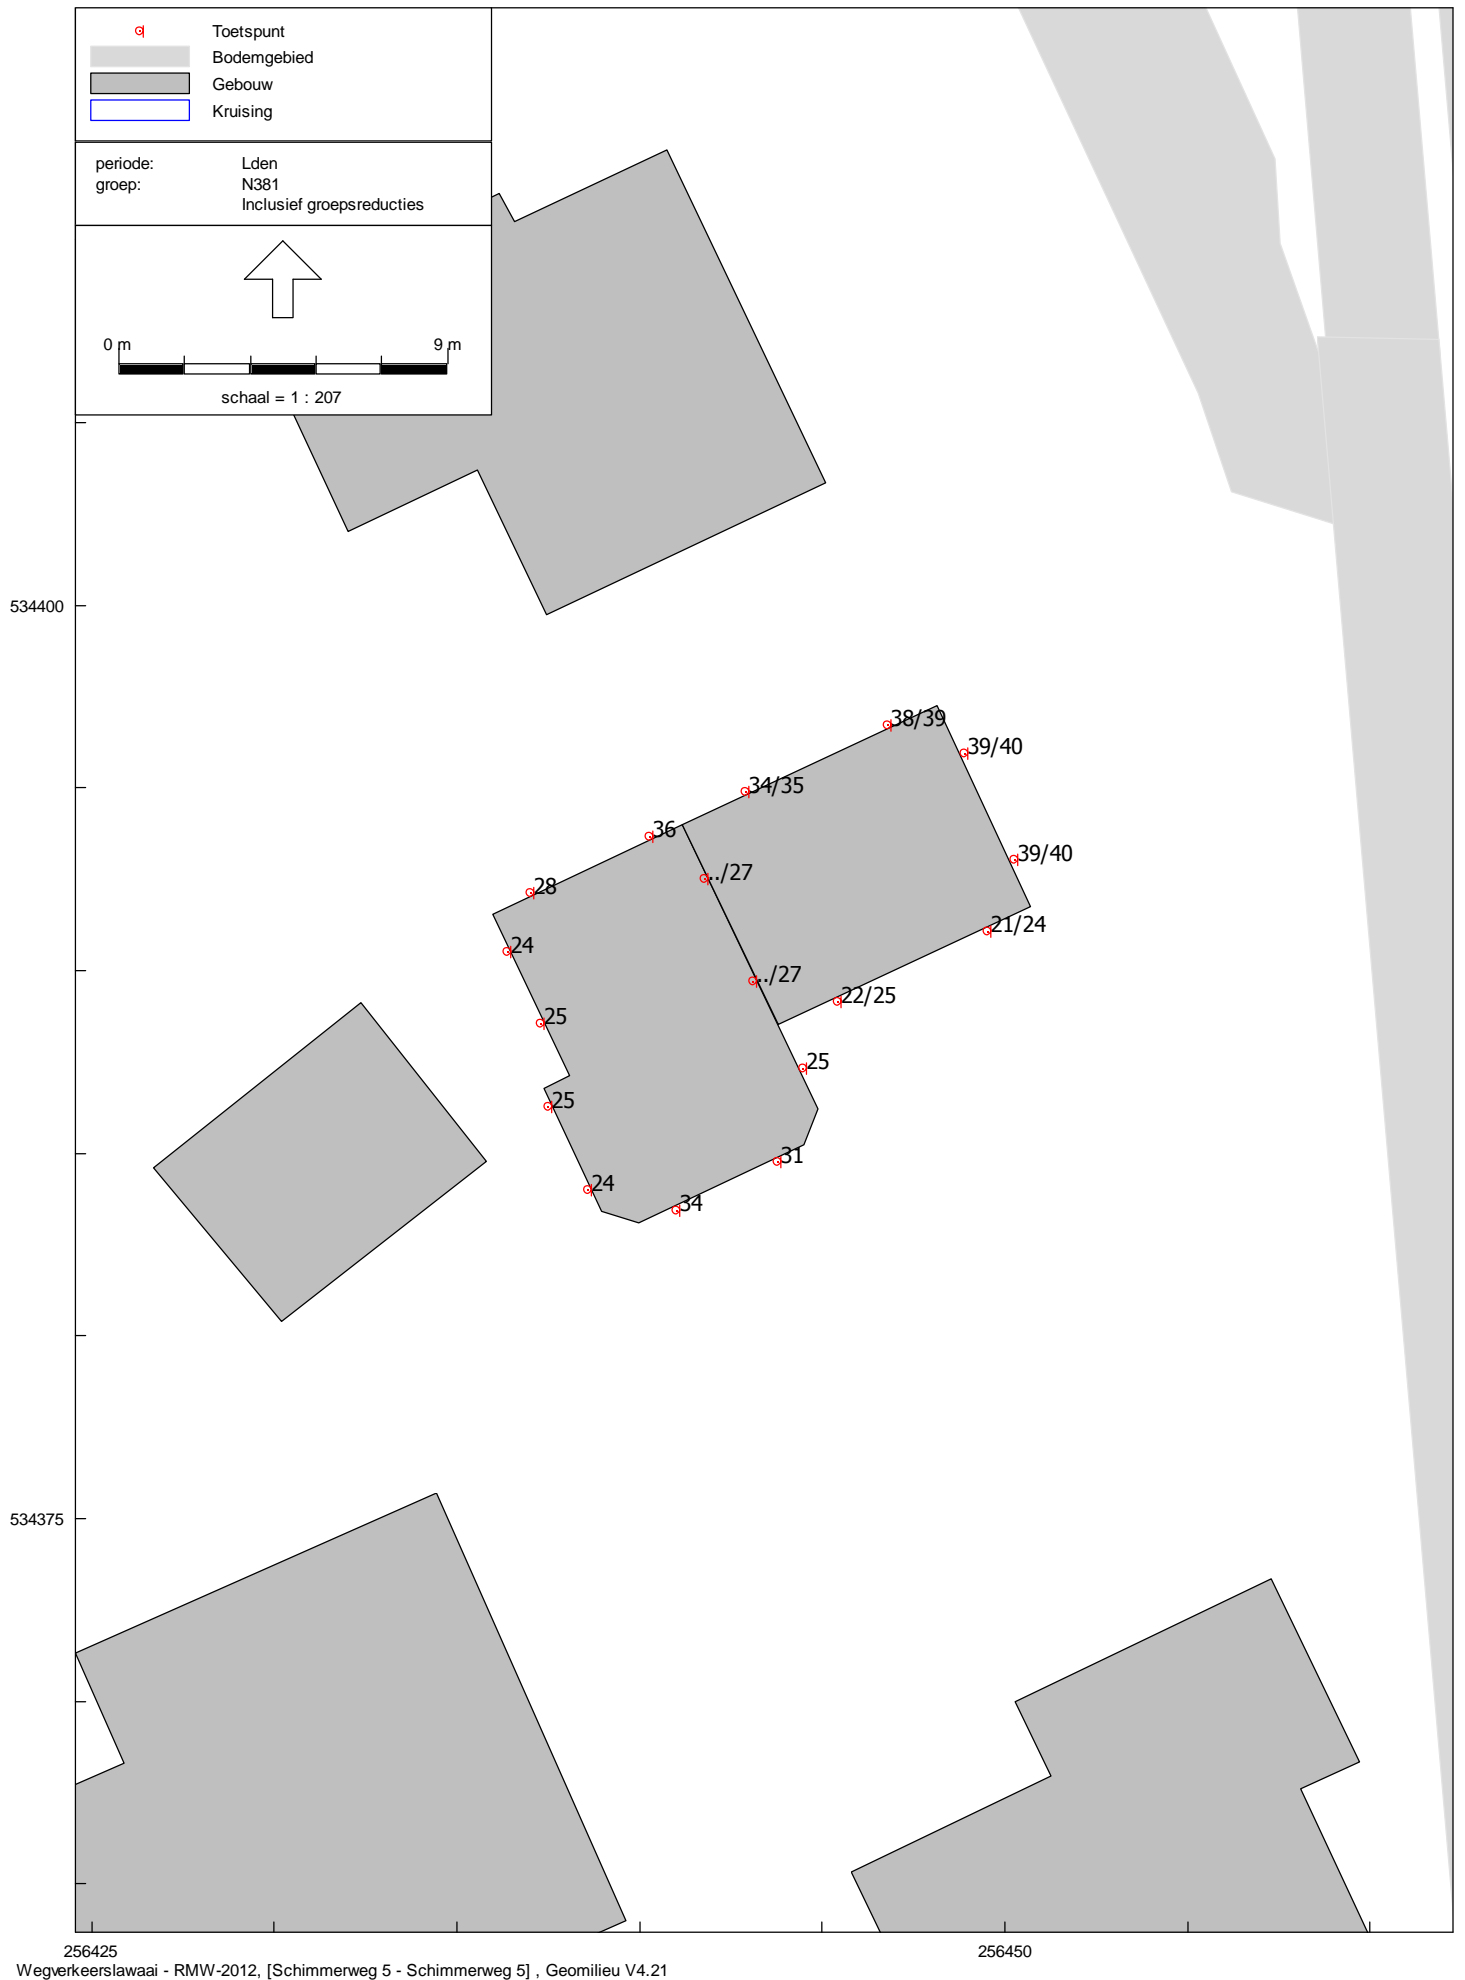 Toetspunt
Bodemgebied
Gebouw
Kruising
periode: Lden
groep: N381
Inclusief groepsreducties
0 m 9 m
schaal = 1 : 207
534400
38/39
39/40
34/35
36
39/40
../27
28
21/24
24
../27
22/25
25
25
25
31
24
34
534375
256425 256450
Wegverkeerslawaai - RMW-2012, [Schimmerweg 5 - Schimmerweg 5] , Geomilieu V4.21